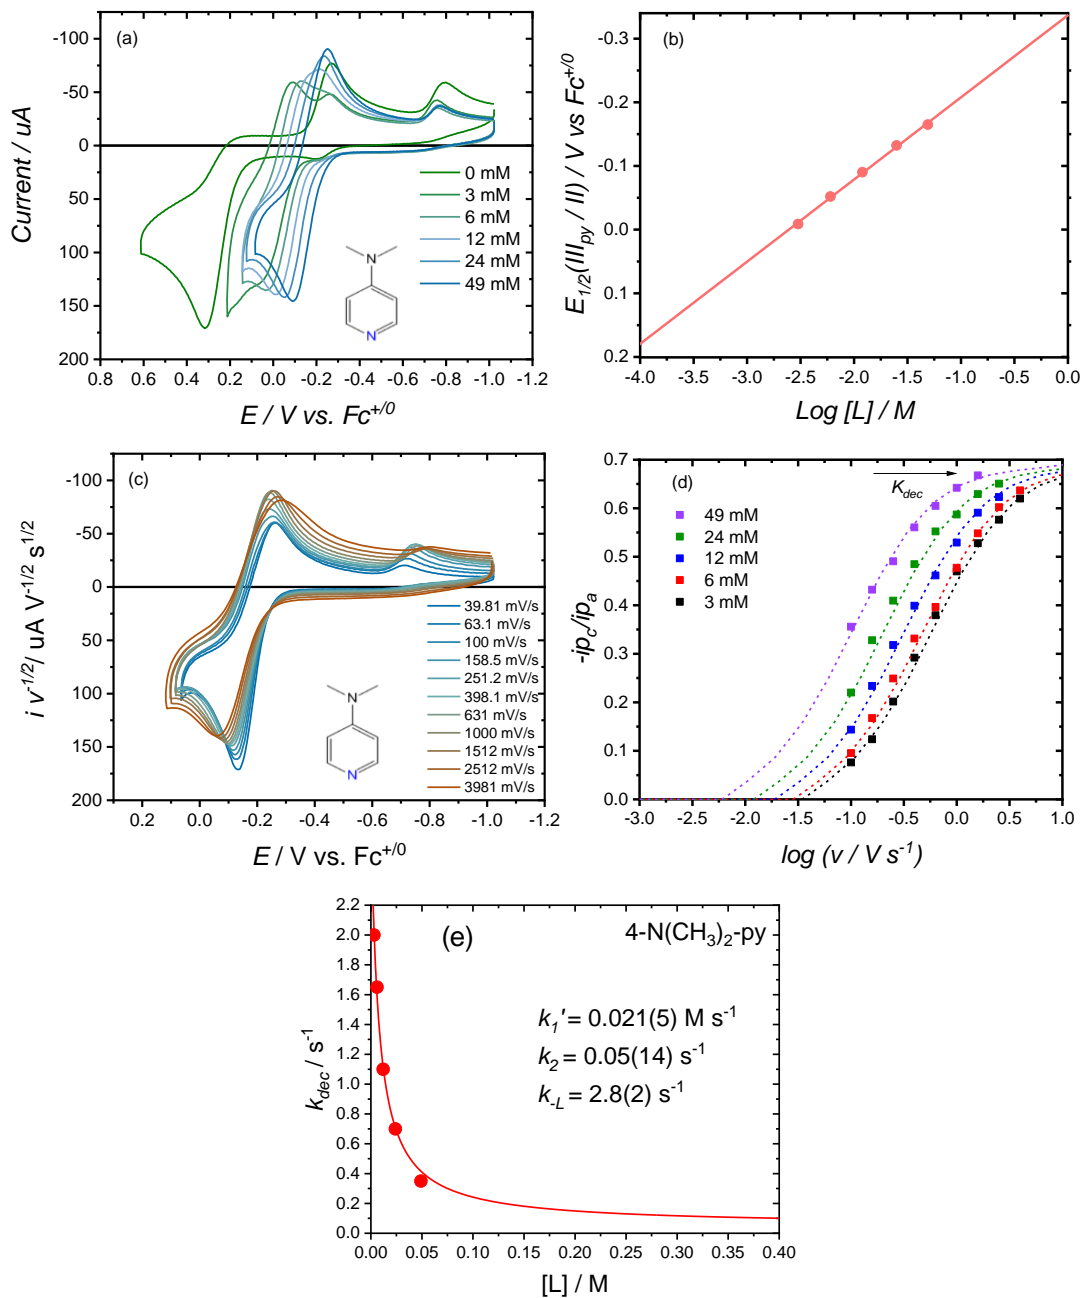 (a)
-100
-50
0
50
100
150
200
Current / uA
0 mM
3 mM
6 mM
12 mM
24 mM
49 mM
N
N
0.8 0.6 0.4 0.2 0.0 -0.2 -0.4 -0.6 -0.8 -1.0 -1.2
E / V vs. Fc+/0
(b)
-0.3
-0.2
-0.1
0.0
0.1
0.2
E1/2(IIIpy / II) / V vs Fc+/0
-4.0 -3.5 -3.0 -2.5 -2.0 -1.5 -1.0 -0.5 0.0
Log [L] / M
(c)
-100
-50
0
50
100
150
200
i v-1/2/ uA V-1/2 s1/2
39.81 mV/s
63.1 mV/s
100 mV/s
158.5 mV/s
251.2 mV/s
398.1 mV/s
631 mV/s
1000 mV/s
1512 mV/s
2512 mV/s
3981 mV/s
N
N
0.2 0.0 -0.2 -0.4 -0.6 -0.8 -1.0 -1.2
E / V vs. Fc+/0
(d)
-0.7
0.6
0.5
0.4
0.3
0.2
0.1
0.0
-ipc/ipa
Kdec
49 mM
24 mM
12 mM
6 mM
3 mM
-3.0 -2.5 -2.0 -1.5 -1.0 -0.5 0.0 0.5 1.0
log (v / V s-1)
(e)
4-N(CH3)2-py
2.2
2.0
1.8
1.6
1.4
1.2
1.0
0.8
0.6
0.4
0.2
0.0
kdec / s-1
k1' = 0.021(5) M s-1
k2 = 0.05(14) s-1
k-L = 2.8(2) s-1
0.00 0.05 0.10 0.15 0.20 0.25 0.30 0.35 0.40
[L] / M